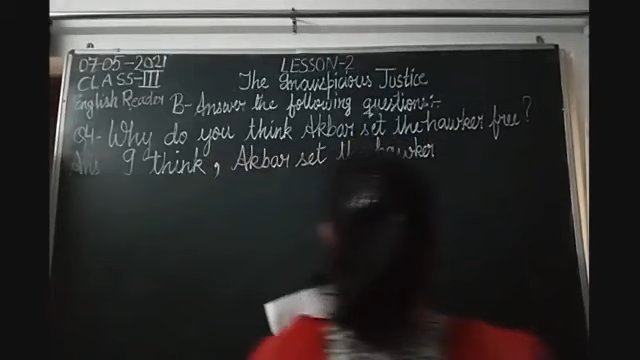 07-05-2021
LESSON-2
CLASS-III
The Inauspicious Justice
English Reader
B- Answer the following questions:-
Q4- Why do you think Akbar set the hawker free?
Ans I think, Akbar set the hawker